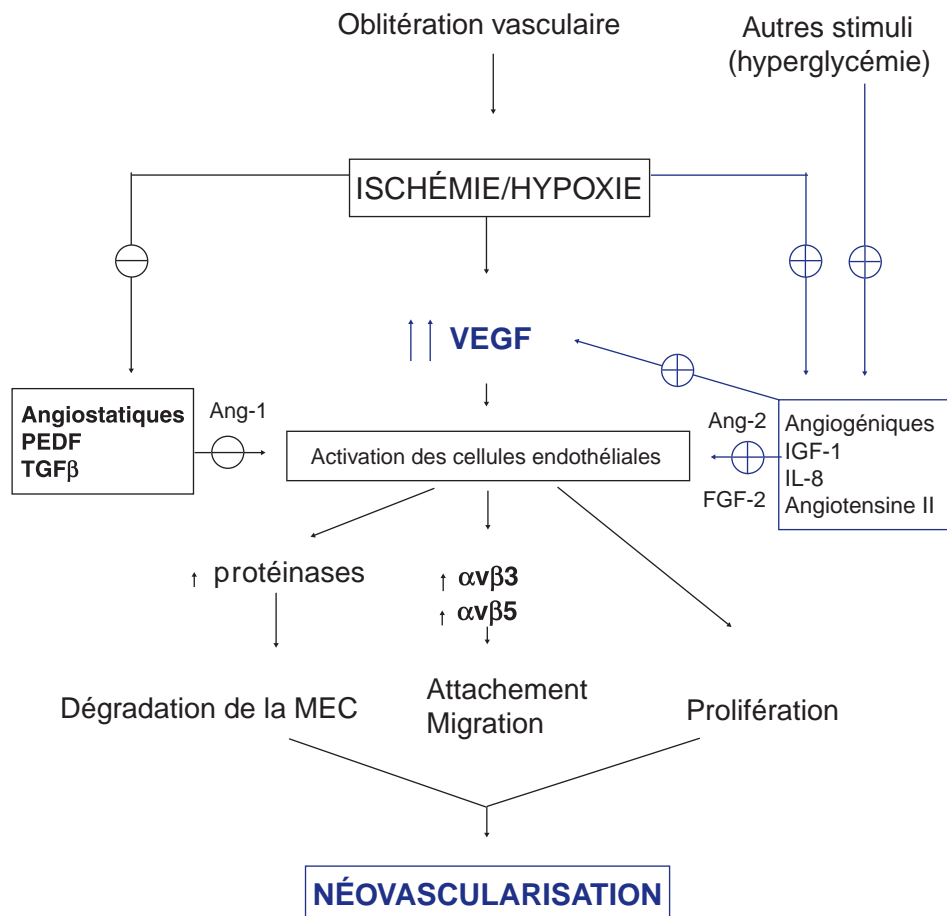 Oblitération vasculaire
Autres stimuli
(hyperglycémie)
ISCHÉMIE/HYPOXIE
VEGF
Angiostatiques
PEDF
TGFβ
Ang-1
Activation des cellules endothéliales
Ang-2
FGF-2
Angiogéniques
IGF-1
IL-8
Angiotensine II
↑ protéinases
↑ αvβ3
↑ αvβ5
Dégradation de la MEC
Attachement
Migration
Prolifération
NÉOVASCULARISATION